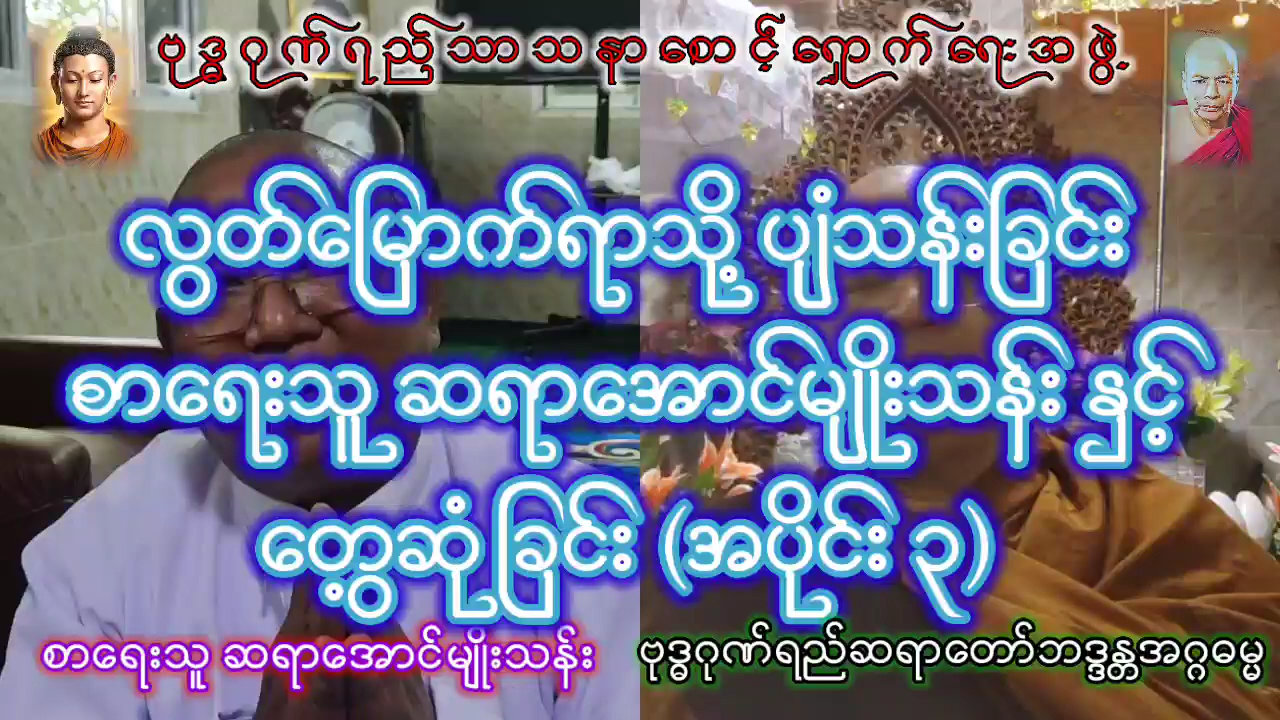 ဗုဒ္ဓဂုဏ်ရည်သာသနာစောင့်ရှောက်ရေးအဖွဲ့
လွတ်မြောက်ရာသို့ ပျံသန်းခြင်း
စာရေးသူ ဆရာအောင်မျိုးသန်း နှင့်
တွေ့ဆုံခြင်း (အပိုင်း ၃)
စာရေးသူ ဆရာအောင်မျိုးသန်း
ဗုဒ္ဓဂုဏ်ရည်ဆရာတော်ဘဒ္ဒန္တအဂ္ဂဓမ္မ